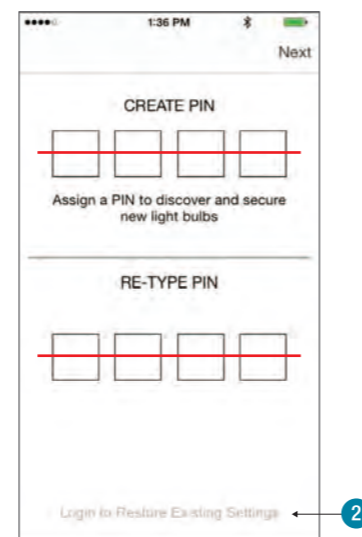 1:36 PM
Next
CREATE PIN
Assign a PIN to discover and secure
new light bulbs
RE-TYPE PIN
Login to Restore Existing Settings
2